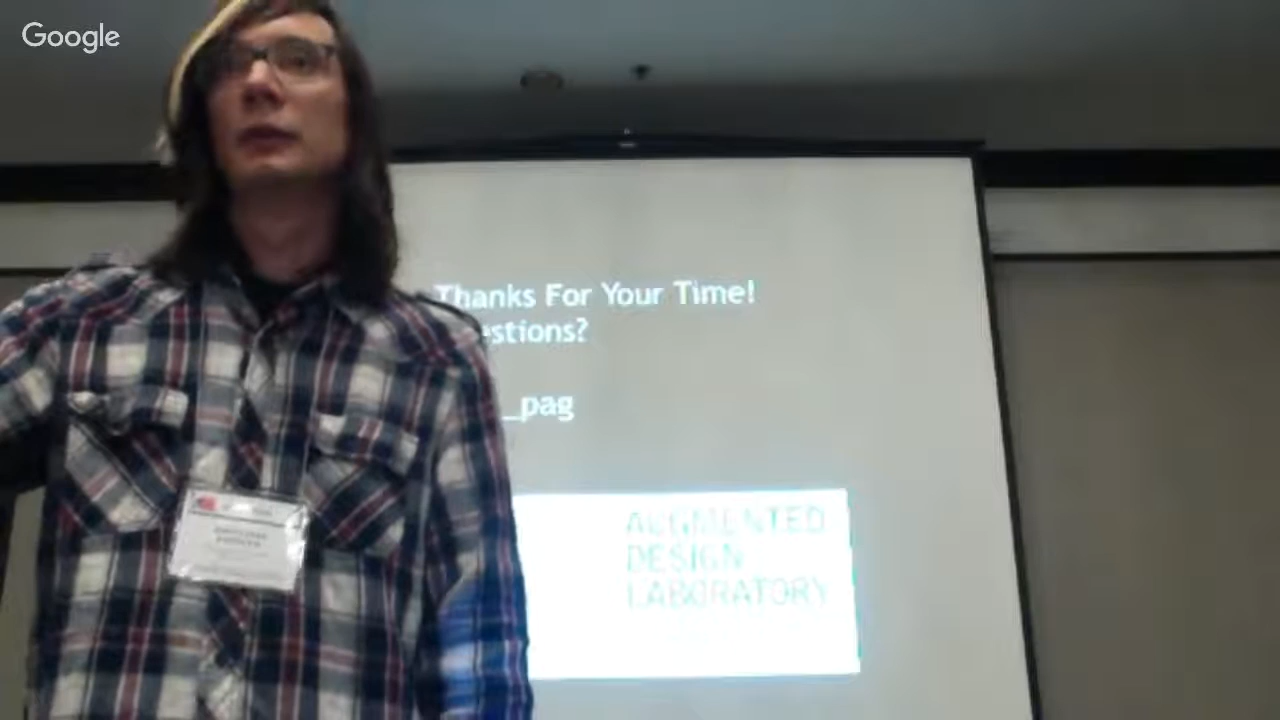 Google
Thanks For Your Time!
estions?
_pag
AUGMENTED
DESIGN
LABORATORY